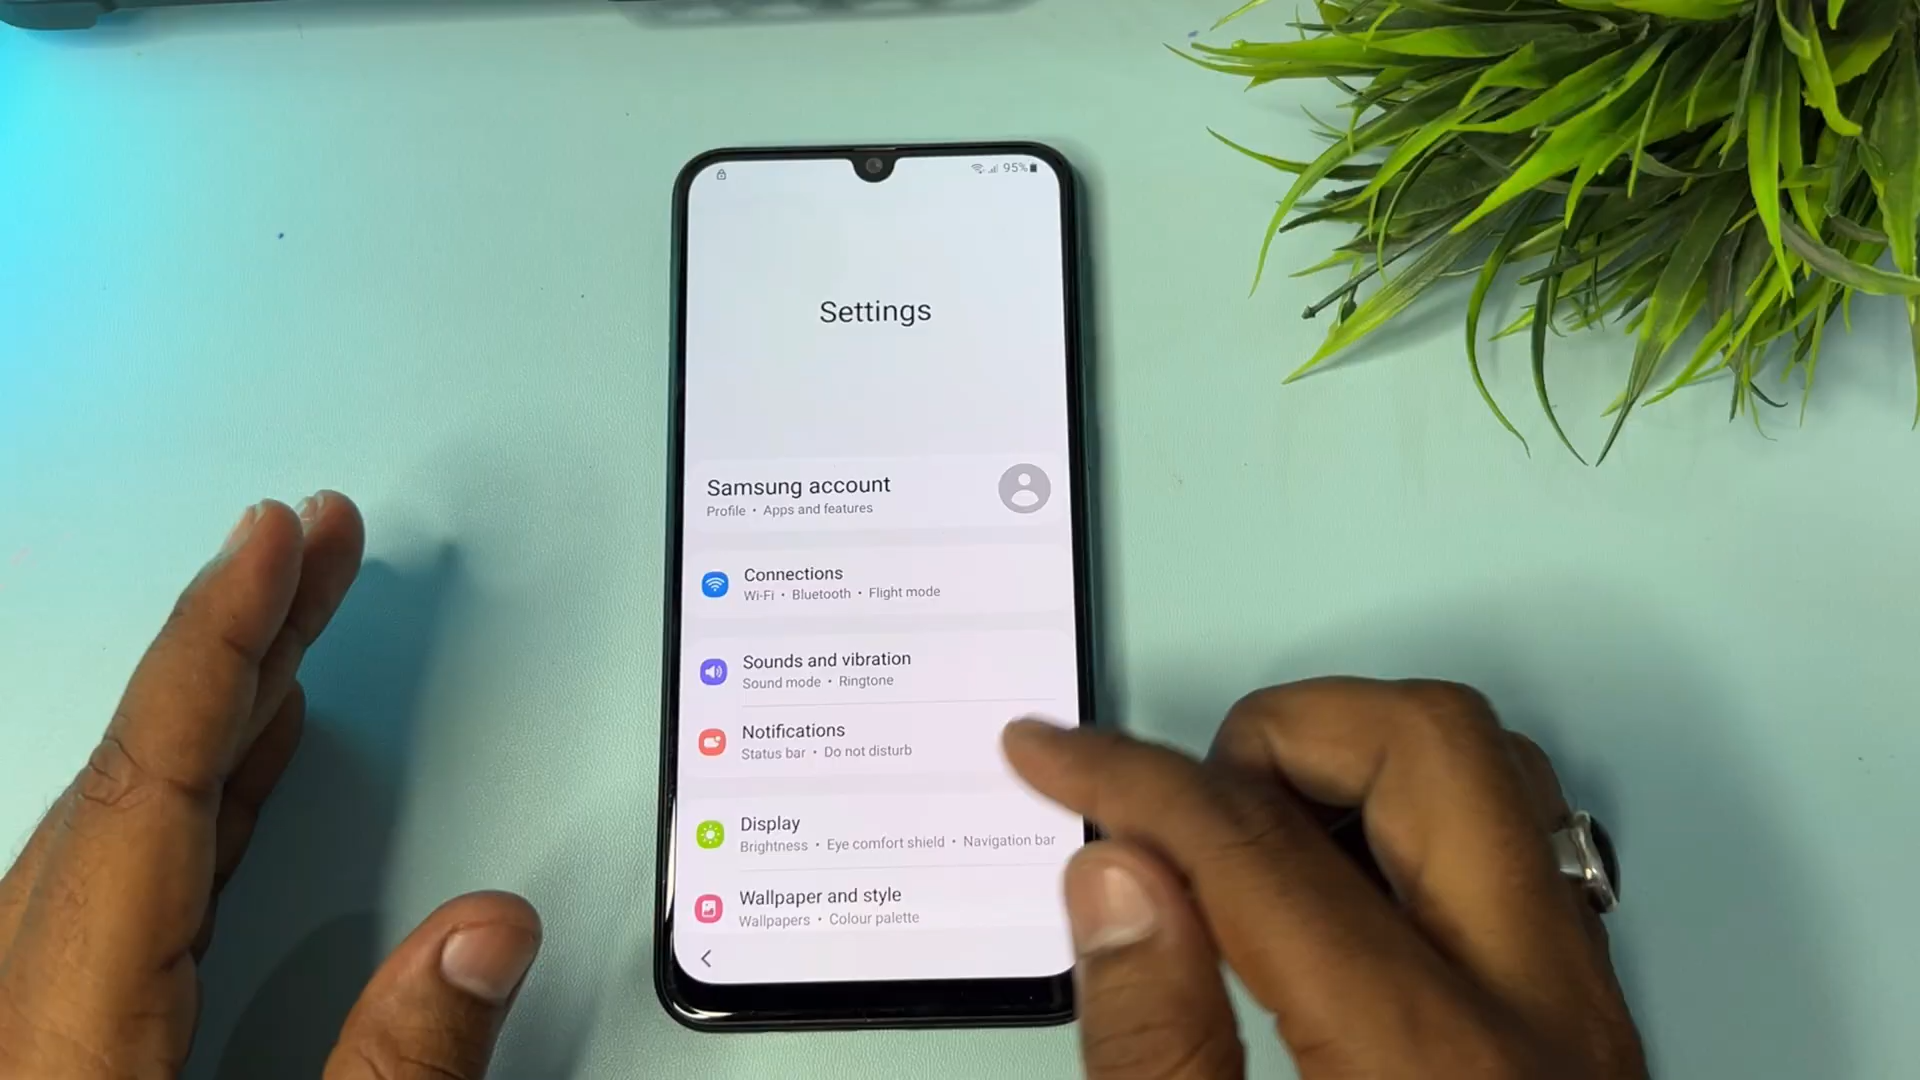 95%
Settings
Samsung account
Profile • Apps and features
Connections
Wi-Fi • Bluetooth • Flight mode
Sounds and vibration
Sound mode • Ringtone
Notifications
Status bar • Do not disturb
Display
Brightness • Eye comfort shield • Navigation bar
Wallpaper and style
Wallpapers • Colour palette